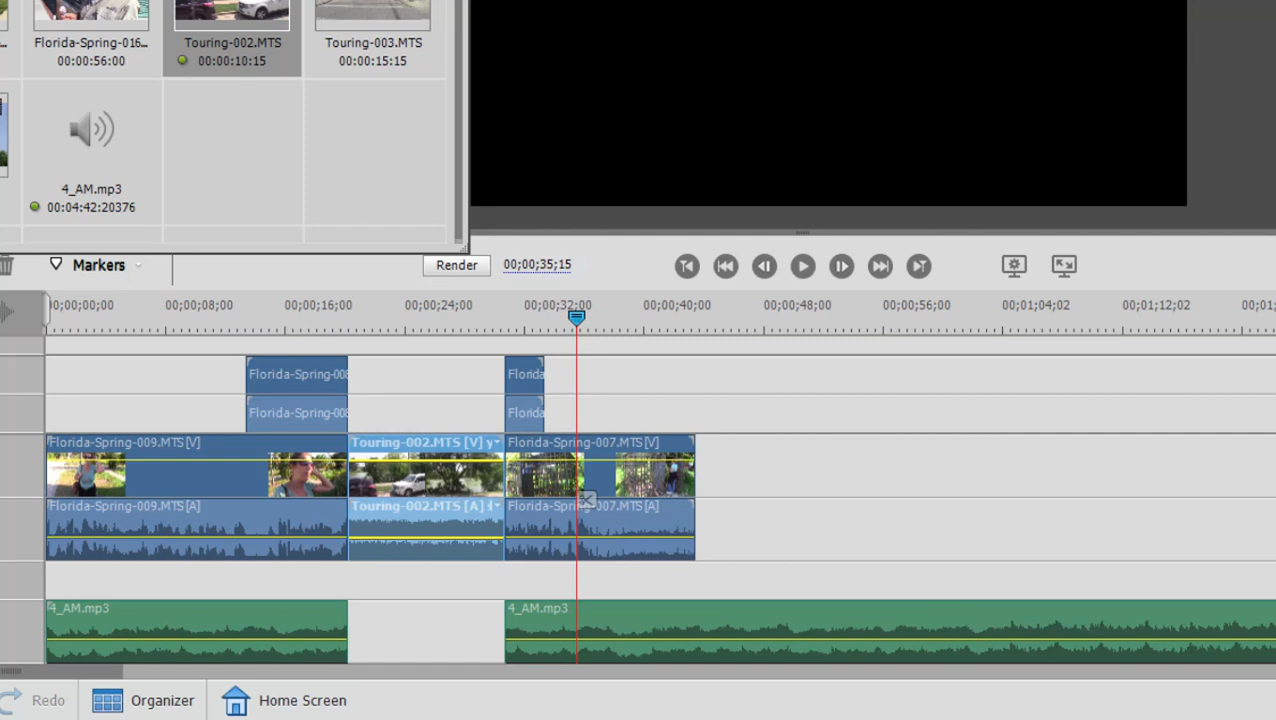 Florida-Spring-016... Touring-002.MTS Touring-003.MTS
00:00:56:00 00:00:10:15 00:00:15:15
4_AM.mp3
00:04:42:20376
Markers Render 00;00;35;15
00;00;00;00 00;00;08;00 00;00;16;00 00;00;24;00 00;00;32;00 00;00;40;00 00;00;48;00 00;00;56;00 00;01;04;02 00;01;12;02 00;01;
Florida-Spring-008 Florida
Florida-Spring-008 Florida
Florida-Spring-009.MTS [V] Touring-002.MTS [V] Florida-Spring-007.MTS [V]
Florida-Spring-009.MTS [A] Touring-002.MTS [A] 007.MTS [A]
4_AM.mp3 4_AM.mp3
Redo Organizer Home Screen